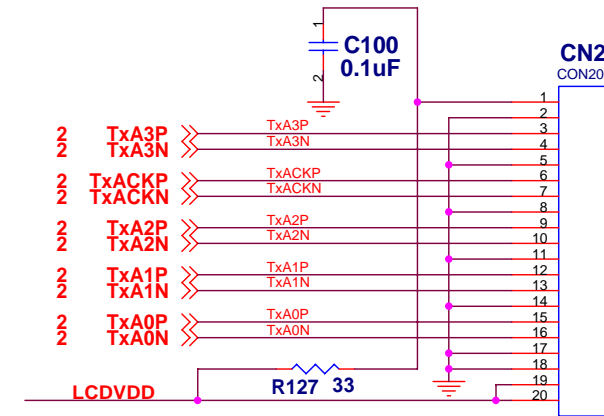 1
C100
0.1uF
2
CN2
CON20
1
2
2 TxA3P TxA3P 3
2 TxA3N TxA3N 4
5
2 TxACKP TxACKP 6
2 TxACKN TxACKN 7
8
2 TxA2P TxA2P 9
2 TxA2N TxA2N 10
11
2 TxA1P TxA1P 12
2 TxA1N TxA1N 13
14
2 TxA0P TxA0P 15
2 TxA0N TxA0N 16
17
18
R127 33
19
LCDVDD 20